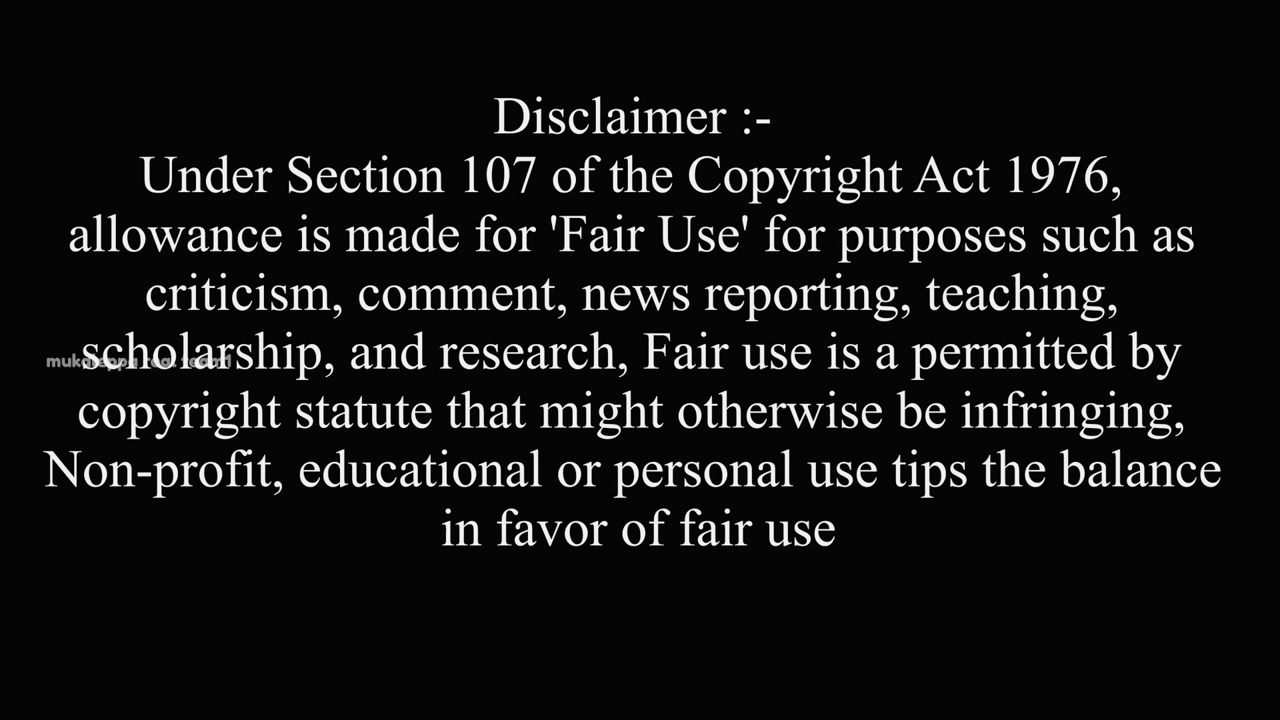 Disclaimer :-
Under Section 107 of the Copyright Act 1976,
allowance is made for 'Fair Use' for purposes such as
criticism, comment, news reporting, teaching,
scholarship, and research, Fair use is a permitted by
copyright statute that might otherwise be infringing,
Non-profit, educational or personal use tips the balance
in favor of fair use